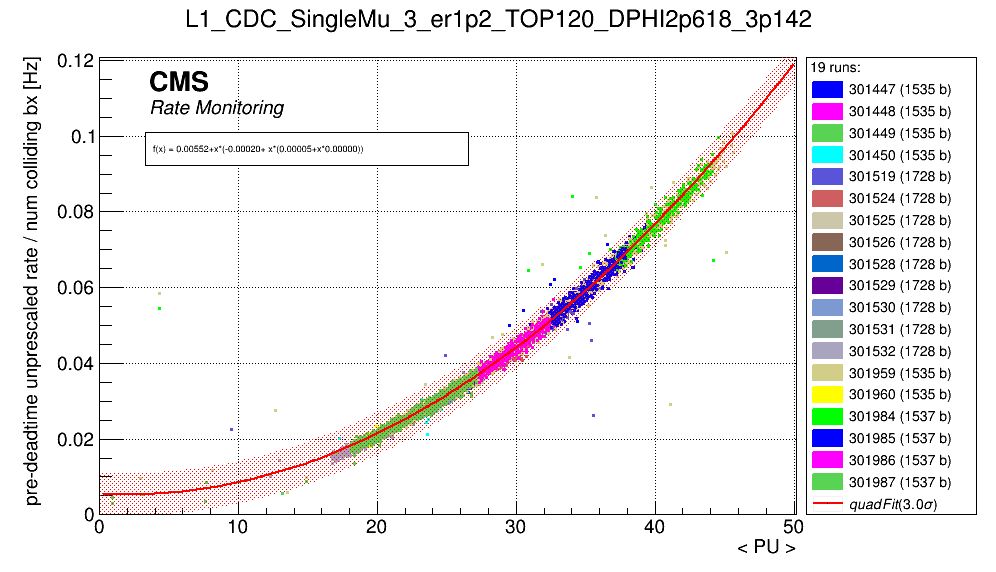 L1_CDC_SingleMu_3_er1p2_TOP120_DPHI2p618_3p142
pre-deadtime unprescaled rate / num colliding bx [Hz]
0.12
0.1
0.08
0.06
0.04
0.02
0
CMS
Rate Monitoring
f(x) = 0.00552+x*(-0.00020+ x*(0.00005+x*0.00000))
0 10 20 30 40 50
< PU >
19 runs:
301447 (1535 b)
301448 (1535 b)
301449 (1535 b)
301450 (1535 b)
301519 (1728 b)
301524 (1728 b)
301525 (1728 b)
301526 (1728 b)
301528 (1728 b)
301529 (1728 b)
301530 (1728 b)
301531 (1728 b)
301532 (1728 b)
301959 (1535 b)
301960 (1535 b)
301984 (1537 b)
301985 (1537 b)
301986 (1537 b)
301987 (1537 b)
quadFit(3.0σ)